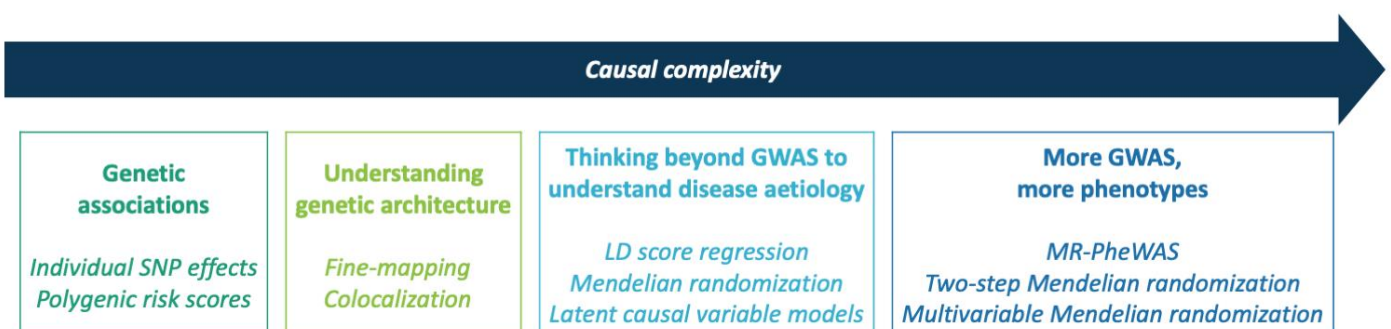 Causal complexity
Genetic
associations
Individual SNP effects
Polygenic risk scores
Understanding
genetic architecture
Fine-mapping
Colocalization
Thinking beyond GWAS to
understand disease aetiology
LD score regression
Mendelian randomization
Latent causal variable models
More GWAS,
more phenotypes
MR-PheWAS
Two-step Mendelian randomization
Multivariable Mendelian randomization